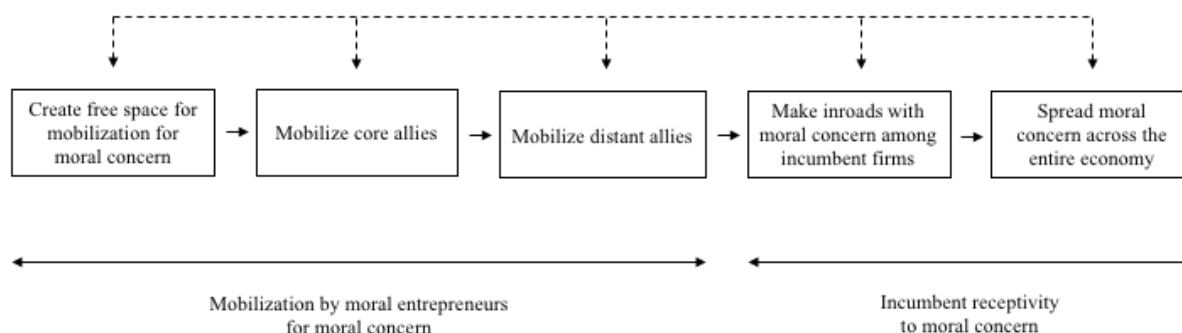 Create free space for
mobilization for
moral concern
Mobilize core allies
Mobilize distant allies
Make inroads with
moral concern among
incumbent firms
Spread moral
concern across the
entire economy
Mobilization by moral entrepreneurs
for moral concern
Incumbent receptivity
to moral concern